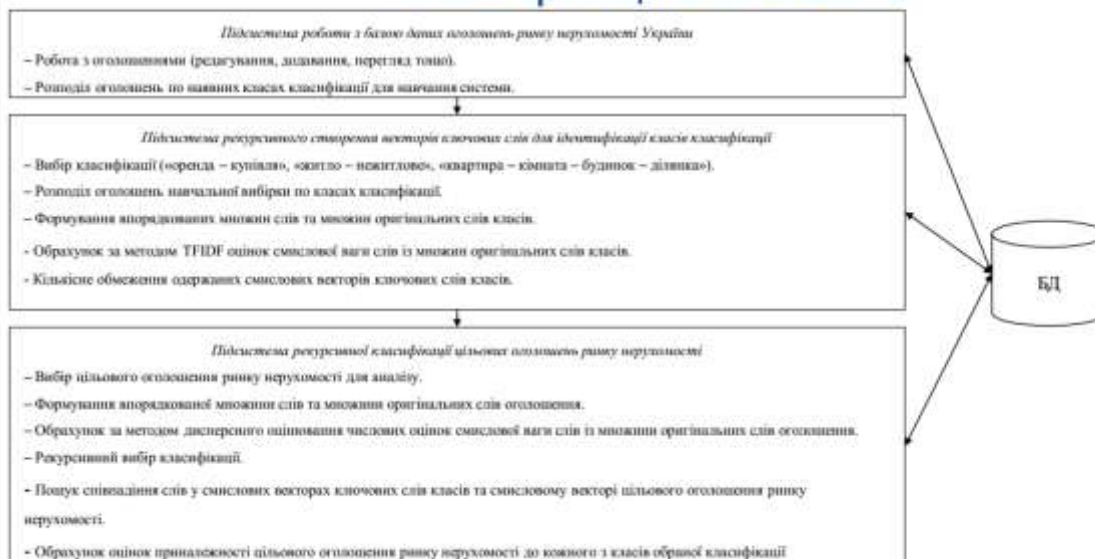 Підсистема роботи з базою даних оголошень ринку нерухомості України
– Робота з оголошеннями (редагування, додавання, перегляд тощо).
– Розподіл оголошень по наявних класах класифікації для навчання системи.
Підсистема рекурсивного створення векторів ключових слів для ідентифікації класів класифікації
– Вибір класифікації («оренда – купівля», «житло – нежитлове», «квартира – кімната – будинок – ділянка»).
– Розподіл оголошень навчальної вибірки по класах класифікації.
– Формування впорядкованих множин слів та множин оригінальних слів класів.
- Обрахунок за методом TFIDF оцінок смислової ваги слів із множин оригінальних слів класів.
- Кількісне обмеження одержаних смислових векторів ключових слів класів.
БД
Підсистема рекурсивної класифікації цільових оголошень ринку нерухомості
– Вибір цільового оголошення ринку нерухомості для аналізу.
– Формування впорядкованої множини слів та множини оригінальних слів оголошення.
– Обрахунок за методом дисперсного оцінювання числових оцінок смислової ваги слів із множини оригінальних слів оголошення.
– Рекурсивний вибір класифікації.
- Пошук співпадіння слів у смислових векторах ключових слів класів та смисловому векторі цільового оголошення ринку
нерухомості.
- Обрахунок оцінок приналежності цільового оголошення ринку нерухомості до кожного з класів обраної класифікації